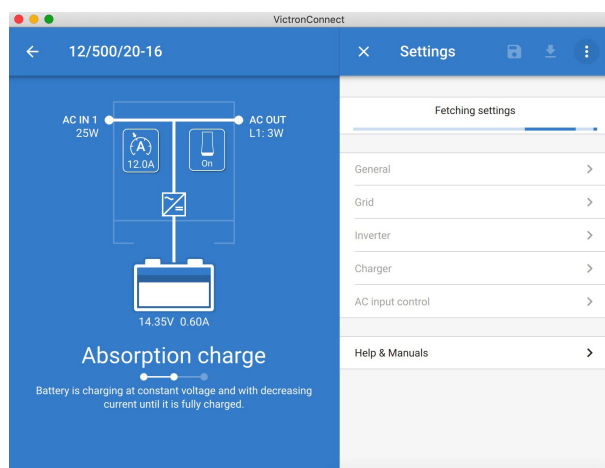 VictronConnect
12/500/20-16
Settings
AC IN 1
25W
AC OUT
L1: 3W
A
12.0A
On
14.35V 0.60A
Absorption charge
Battery is charging at constant voltage and with decreasing
current until it is fully charged.
Fetching settings
General
Grid
Inverter
Charger
AC input control
Help & Manuals